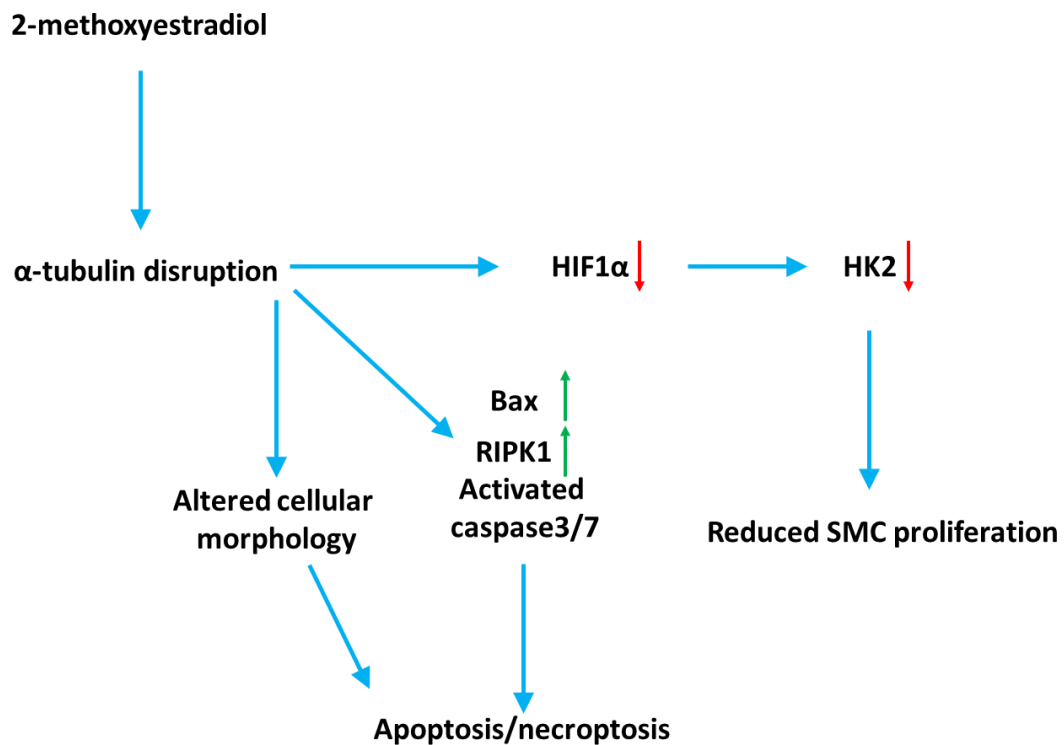 2-methoxyestradiol
α-tubulin disruption
HIF1α
HK2
Bax
RIPK1
Activated
caspase3/7
Altered cellular
morphology
Reduced SMC proliferation
Apoptosis/necroptosis